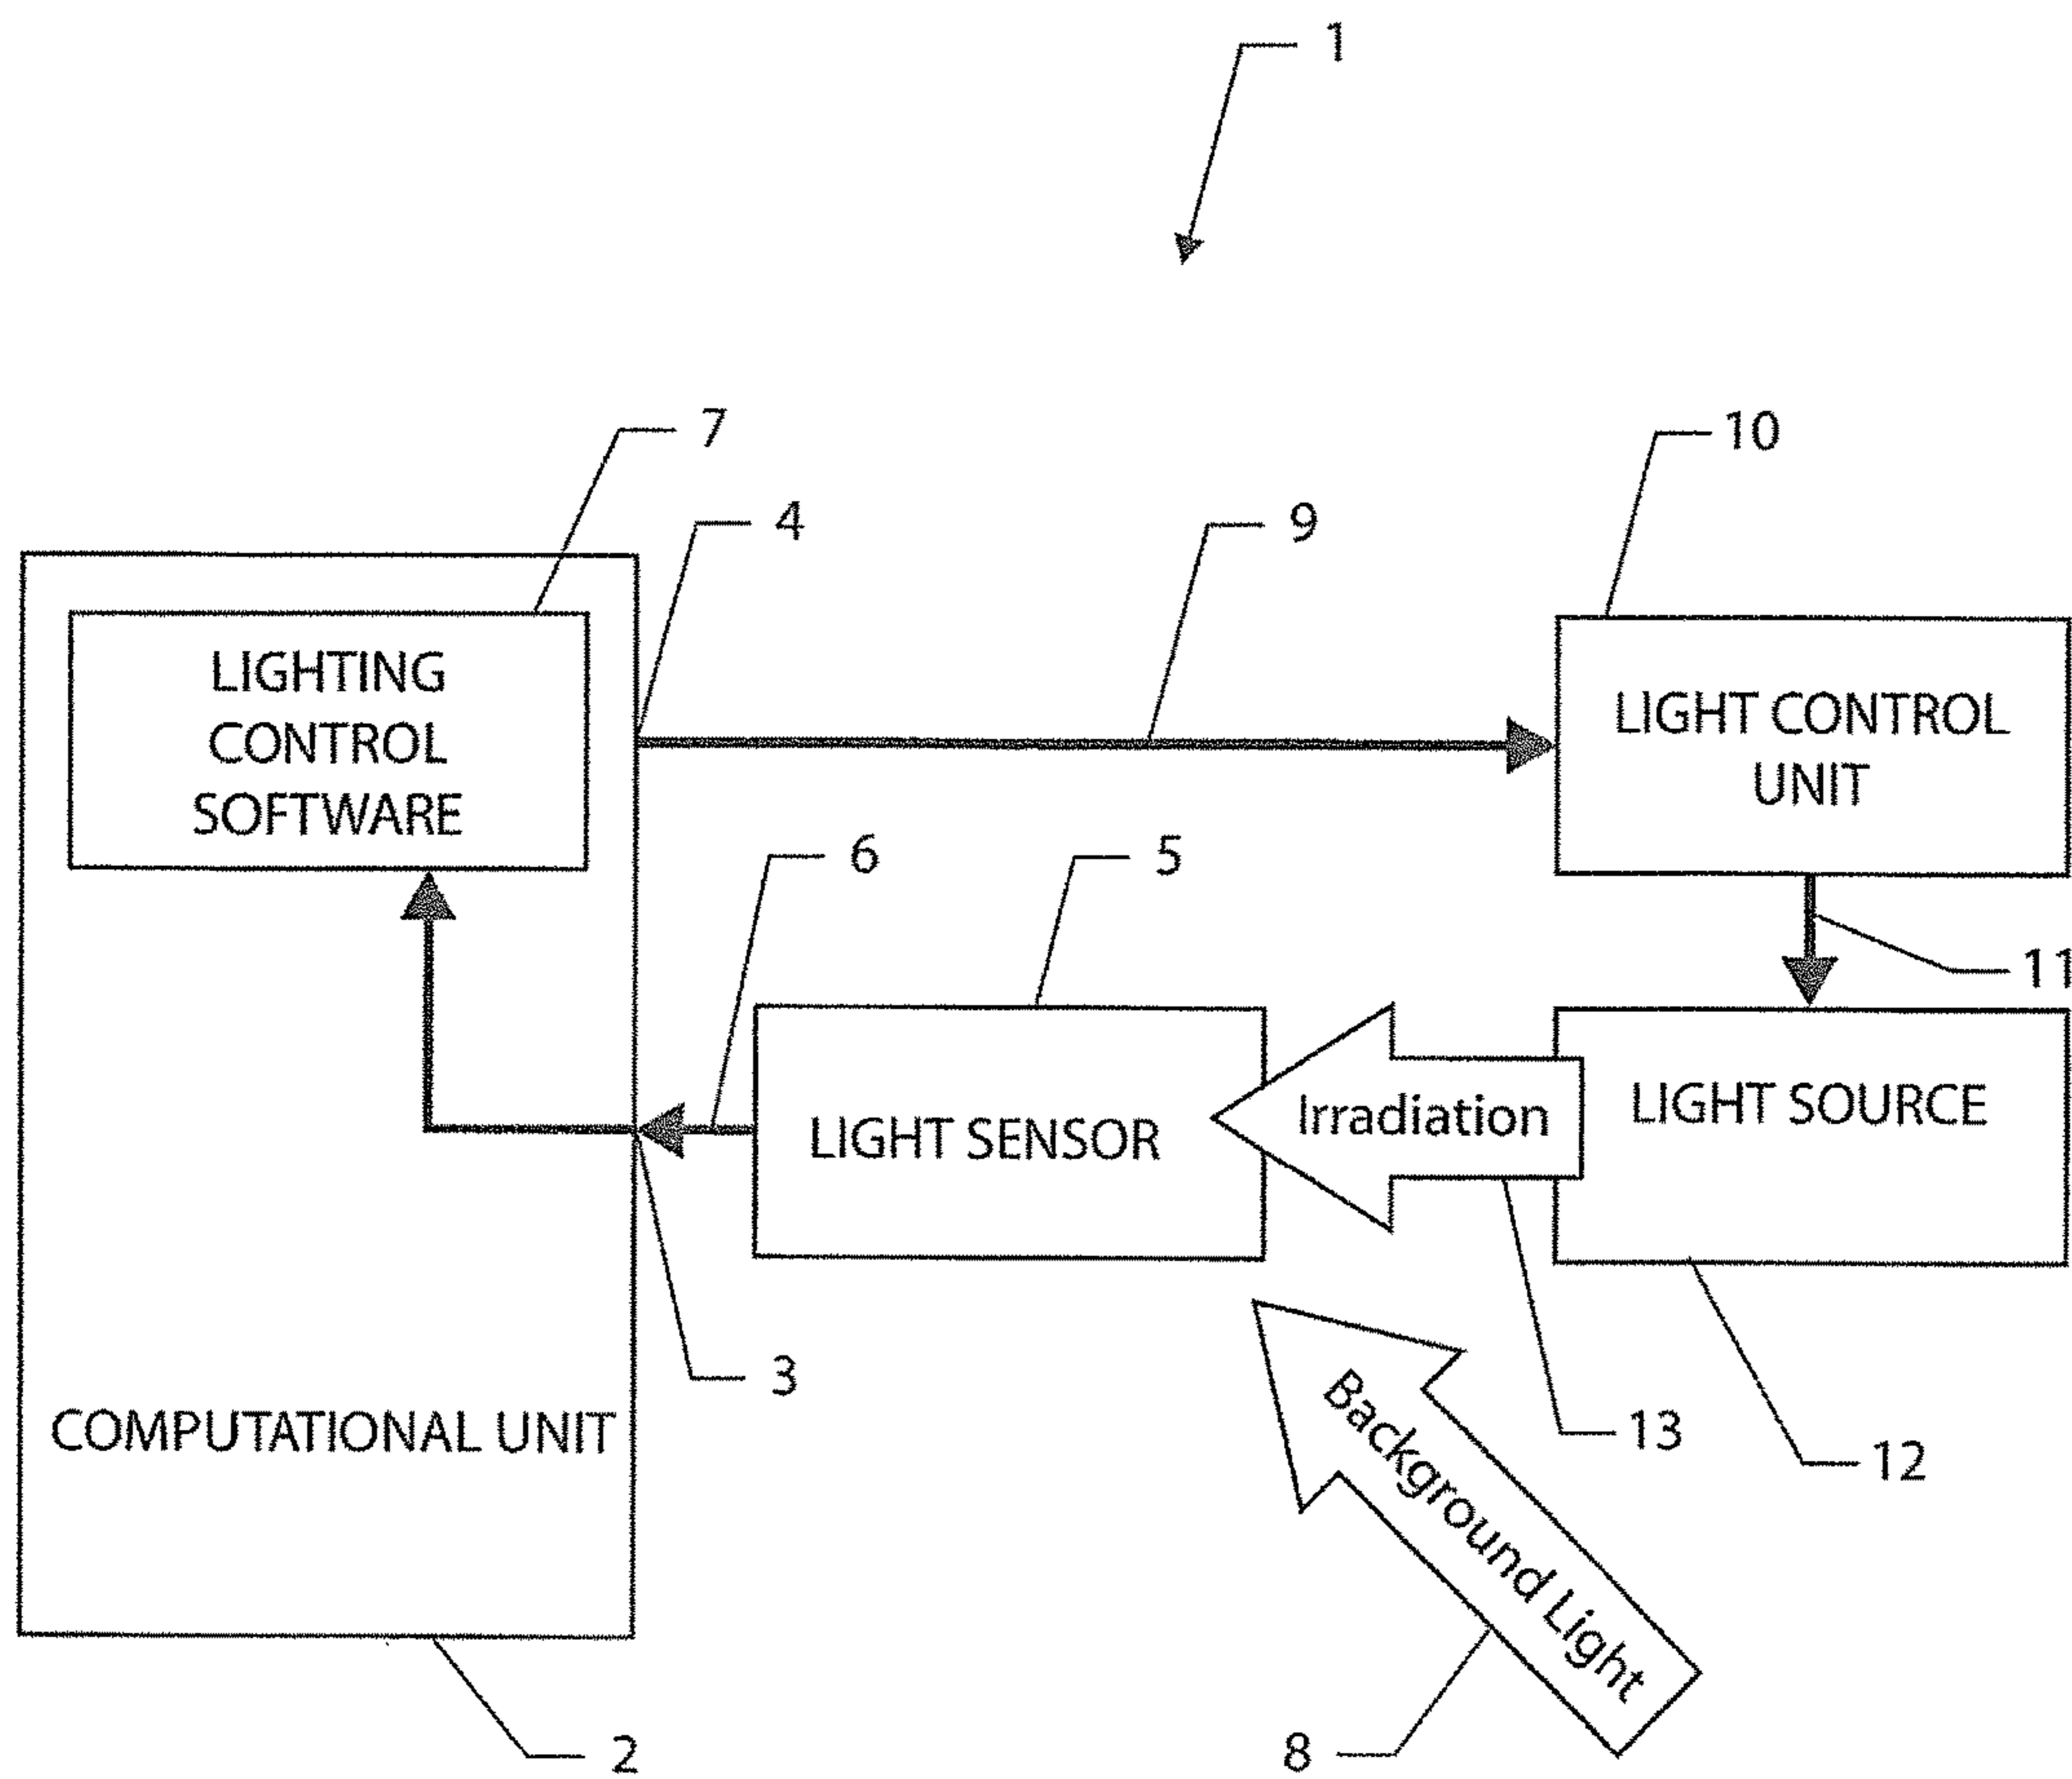 1
7
10
4
9
LIGHTING
CONTROL
SOFTWARE
LIGHT CONTROL
UNIT
6
5
11
LIGHT SENSOR
Irradiation
LIGHT SOURCE
3
COMPUTATIONAL UNIT
Background Light
13
12
2
8